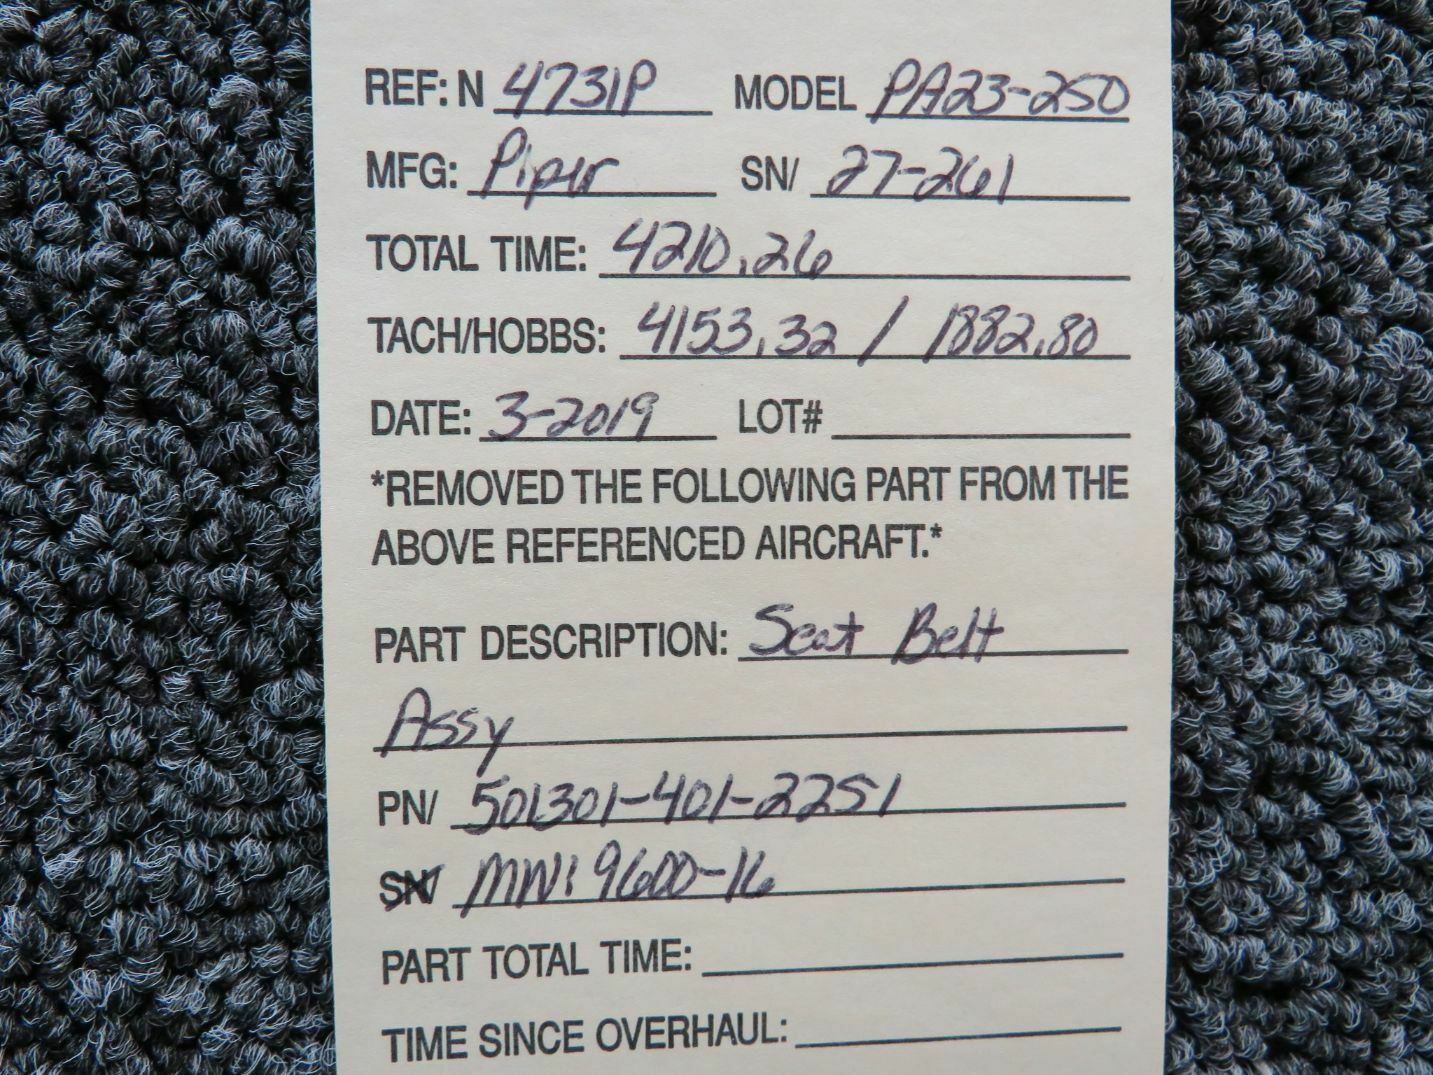 REF: N 4731P MODEL PA23-250
MFG: Piper SN/ 27-261
TOTAL TIME: 4210.26
TACH/HOBBS: 4153.32 / 1882.80
DATE: 3-2019 LOT#
*REMOVED THE FOLLOWING PART FROM THE
ABOVE REFERENCED AIRCRAFT.*
PART DESCRIPTION: Seat Belt
Assy
PN/ 501301-401-2251
SN/ MN: 9600-16
PART TOTAL TIME:
TIME SINCE OVERHAUL: